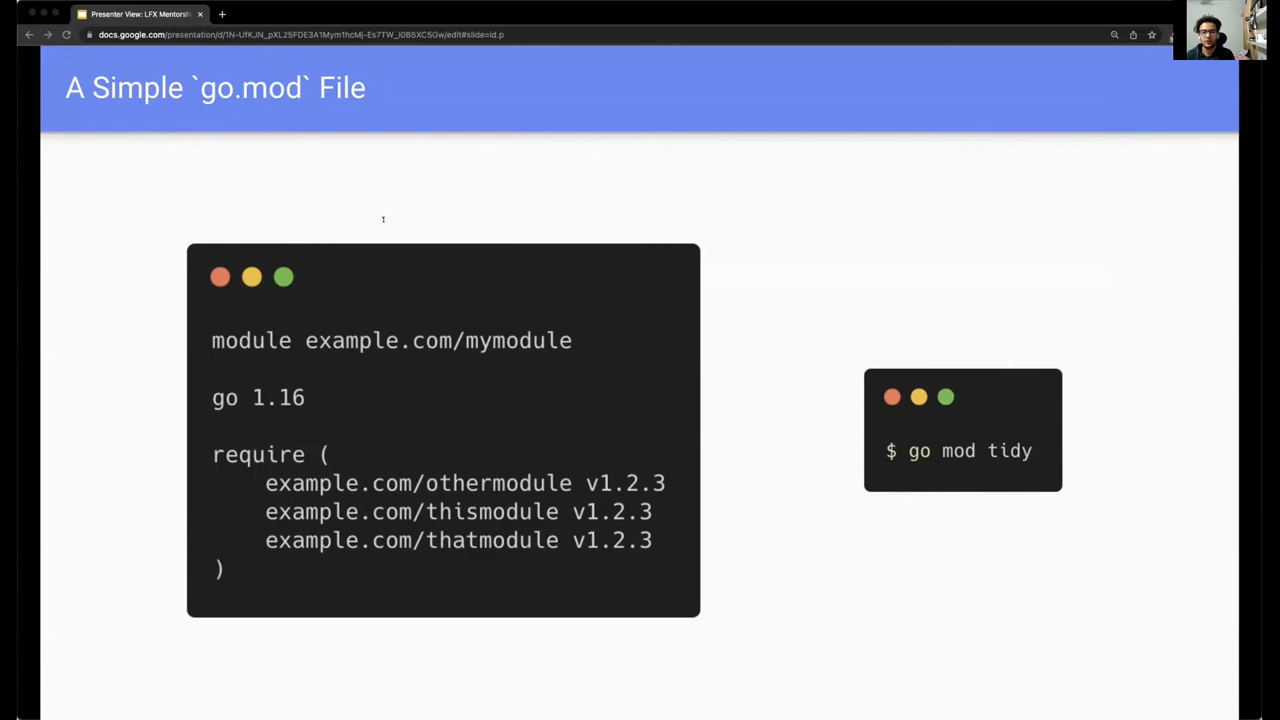 Presenter View: LFX Mentorsh
docs.google.com/presentation/d/1N-UfKJN_pXL25FDE3A1Mym1hcMj-Es7TW_I0B5XC5Gw/edit#slide=id.p
A Simple `go.mod` File
module example.com/mymodule
go 1.16
require (
example.com/othermodule v1.2.3
example.com/thismodule v1.2.3
example.com/thatmodule v1.2.3
)
$ go mod tidy